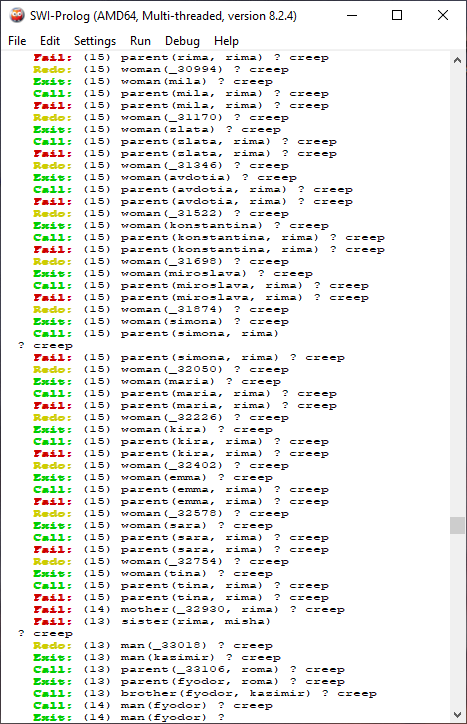 SWI-Prolog (AMD64, Multi-threaded, version 8.2.4)
File Edit Settings Run Debug Help
Fail: (15) parent(rima, rima) ? creep
Redo: (15) woman(_30994) ? creep
Exit: (15) woman(mila) ? creep
Call: (15) parent(mila, rima) ? creep
Fail: (15) parent(mila, rima) ? creep
Redo: (15) woman(_31170) ? creep
Exit: (15) woman(zlata) ? creep
Call: (15) parent(zlata, rima) ? creep
Fail: (15) parent(zlata, rima) ? creep
Redo: (15) woman(_31346) ? creep
Exit: (15) woman(avdotia) ? creep
Call: (15) parent(avdotia, rima) ? creep
Fail: (15) parent(avdotia, rima) ? creep
Redo: (15) woman(_31522) ? creep
Exit: (15) woman(konstantina) ? creep
Call: (15) parent(konstantina, rima) ? creep
Fail: (15) parent(konstantina, rima) ? creep
Redo: (15) woman(_31698) ? creep
Exit: (15) woman(miroslava) ? creep
Call: (15) parent(miroslava, rima) ? creep
Fail: (15) parent(miroslava, rima) ? creep
Redo: (15) woman(_31874) ? creep
Exit: (15) woman(simona) ? creep
Call: (15) parent(simona, rima)
? creep
Fail: (15) parent(simona, rima) ? creep
Redo: (15) woman(_32050) ? creep
Exit: (15) woman(maria) ? creep
Call: (15) parent(maria, rima) ? creep
Fail: (15) parent(maria, rima) ? creep
Redo: (15) woman(_32226) ? creep
Exit: (15) woman(kira) ? creep
Call: (15) parent(kira, rima) ? creep
Fail: (15) parent(kira, rima) ? creep
Redo: (15) woman(_32402) ? creep
Exit: (15) woman(emma) ? creep
Call: (15) parent(emma, rima) ? creep
Fail: (15) parent(emma, rima) ? creep
Redo: (15) woman(_32578) ? creep
Exit: (15) woman(sara) ? creep
Call: (15) parent(sara, rima) ? creep
Fail: (15) parent(sara, rima) ? creep
Redo: (15) woman(_32754) ? creep
Exit: (15) woman(tina) ? creep
Call: (15) parent(tina, rima) ? creep
Fail: (15) parent(tina, rima) ? creep
Fail: (14) mother(_32930, rima) ? creep
Fail: (13) sister(rima, misha)
? creep
Redo: (13) man(_33018) ? creep
Exit: (13) man(kazimir) ? creep
Call: (13) parent(_33106, roma) ? creep
Exit: (13) parent(fyodor, roma) ? creep
Call: (13) brother(fyodor, kazimir) ? creep
Call: (14) man(fyodor) ? creep
Exit: (14) man(fyodor) ?